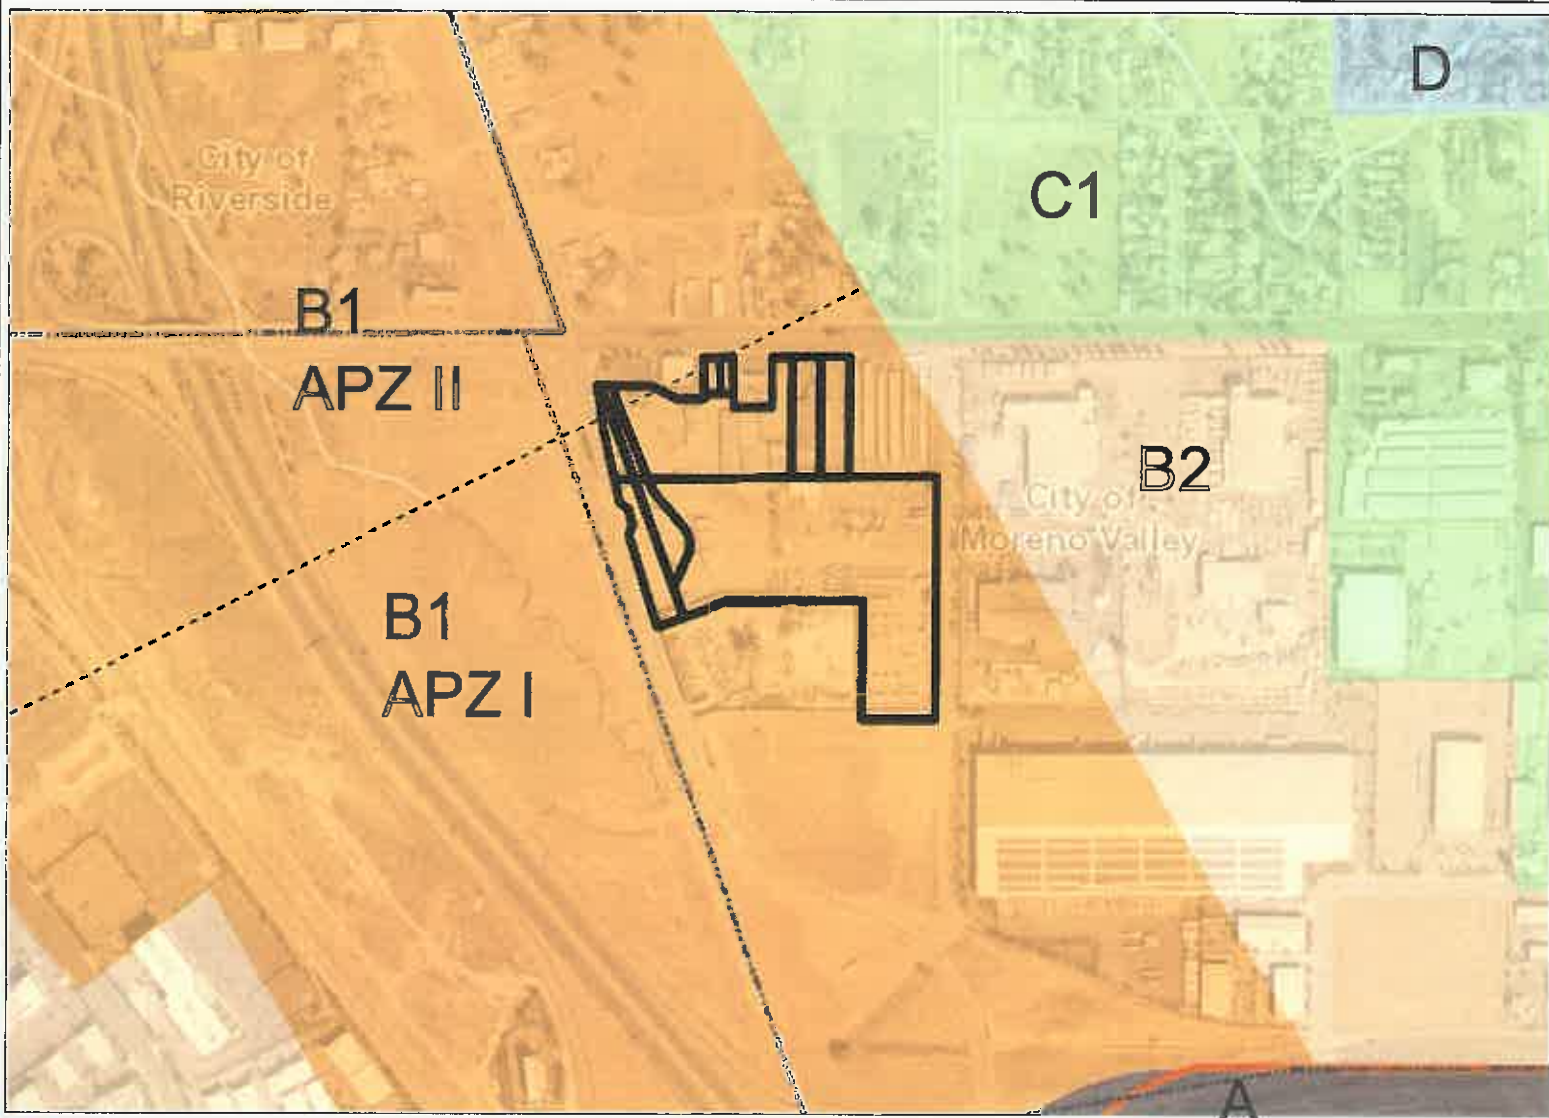 D
City of
Riverside
C1
B1
APZ II
B2
City of
Moreno Valley
B1
APZ I
A